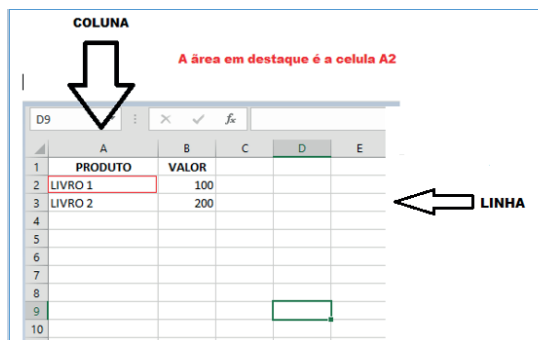 COLUNA
A ãrea em destaque é a celula A2
D9 fx
A B C D E
1 PRODUTO VALOR
2 LIVRO 1 100
3 LIVRO 2 200
LINHA
4
5
6
7
8
9
10